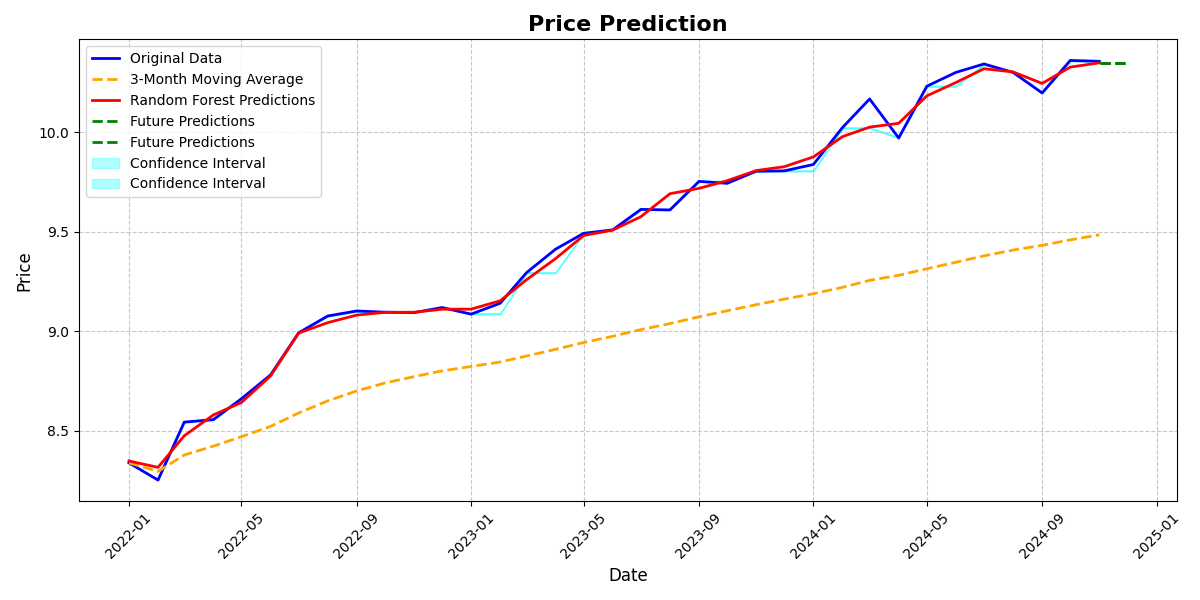 Price Prediction
Original Data
3-Month Moving Average
Random Forest Predictions
Future Predictions
Future Predictions
Confidence Interval
Confidence Interval
Price
10.0
9.5
9.0
8.5
2022-01
2022-05
2022-09
2023-01
2023-05
2023-09
2024-01
2024-05
2024-09
2025-01
Date